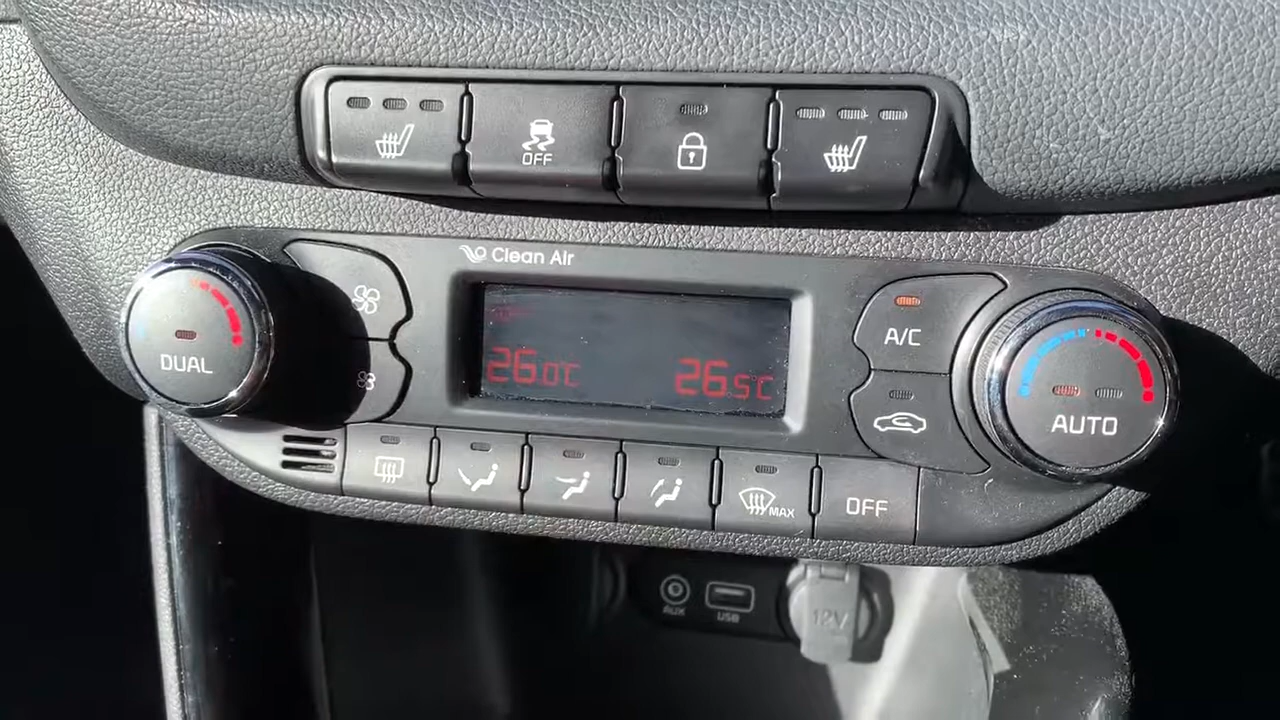 OFF
Clean Air
DUAL
26.0°C
26.5°C
A/C
AUTO
MAX
OFF
AUX
USB
12V